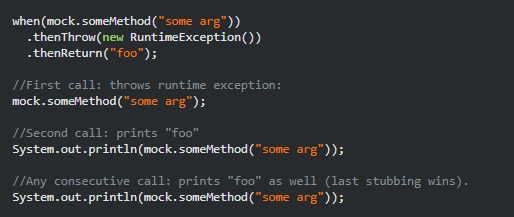 when(mock.someMethod("some arg"))
.thenThrow(new RuntimeException())
.thenReturn("foo");
//First call: throws runtime exception:
mock.someMethod("some arg");
//Second call: prints "foo"
System.out.println(mock.someMethod("some arg"));
//Any consecutive call: prints "foo" as well (last stubbing wins).
System.out.println(mock.someMethod("some arg"));